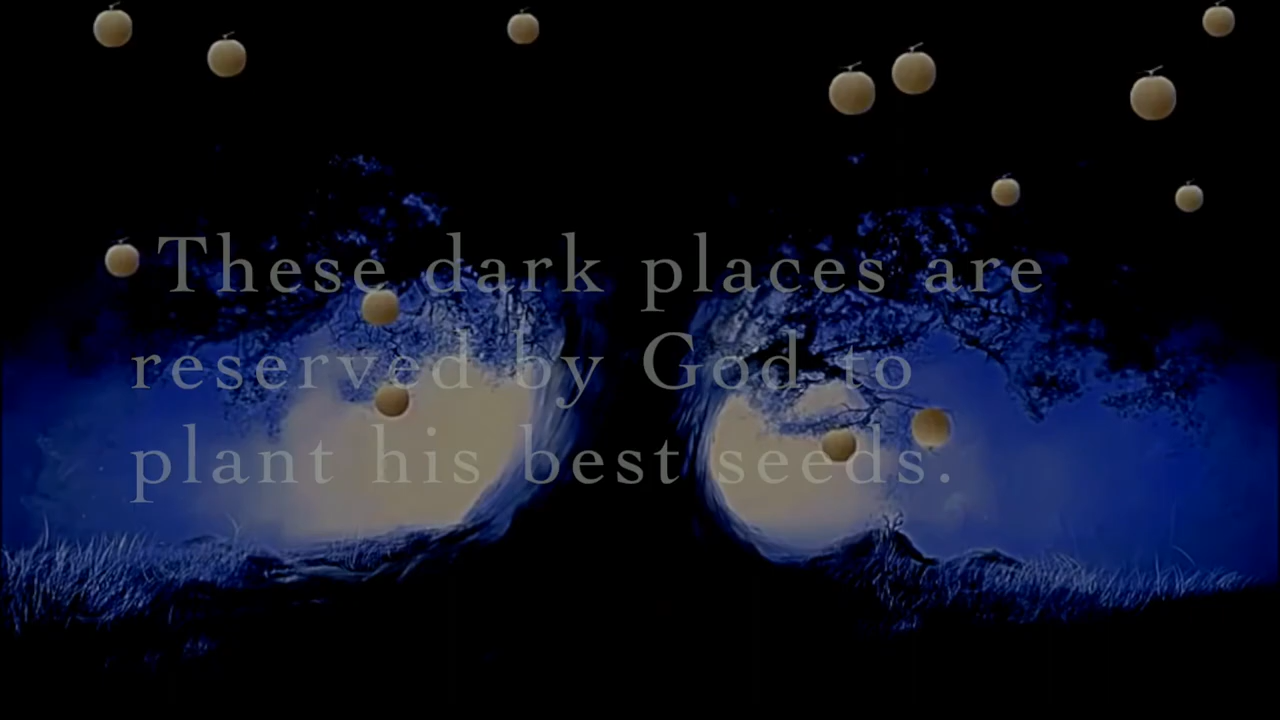 These dark places are
reserved by God to
plant his best seeds.